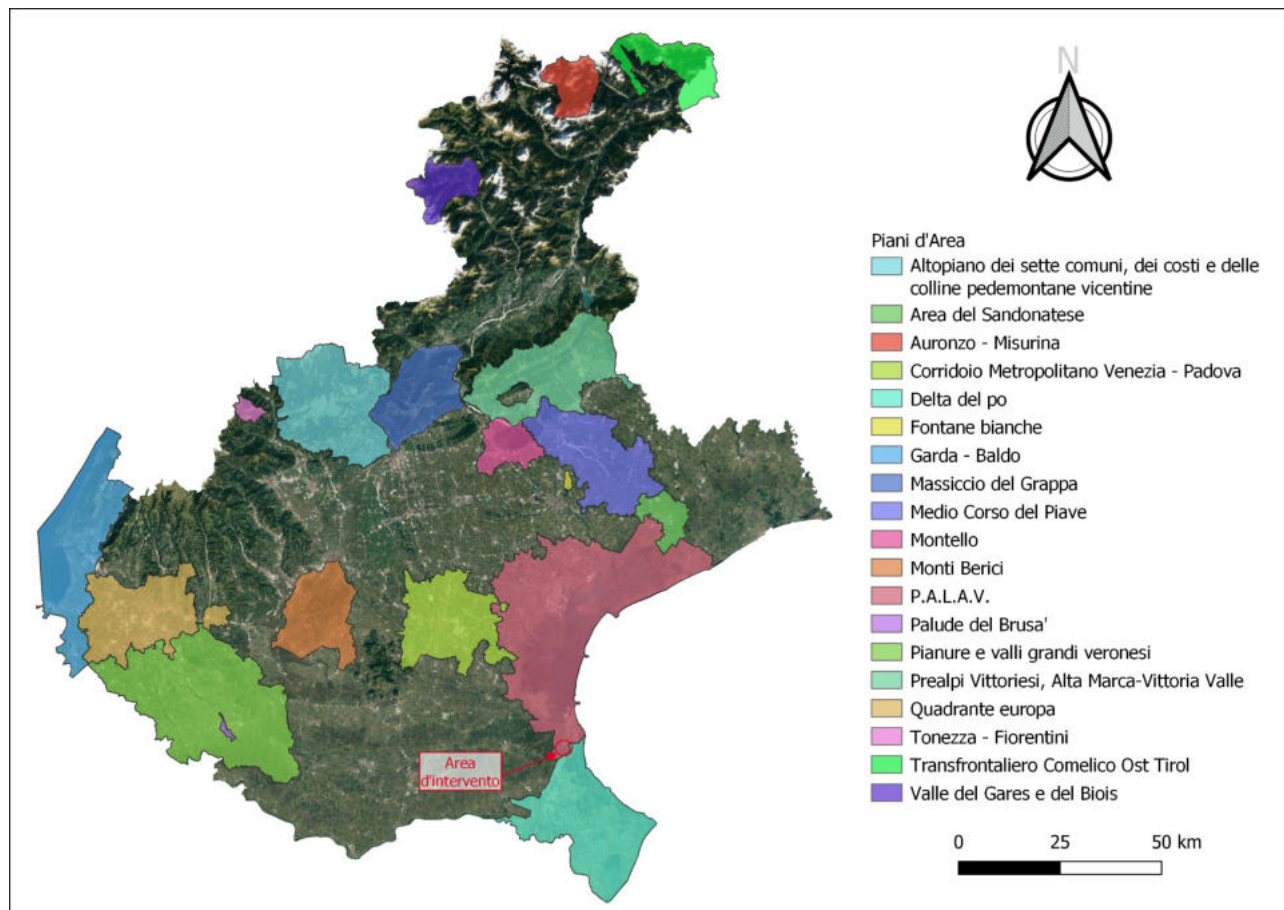 N
Piani d'Area
Altopiano dei sette comuni, dei costi e delle
colline pedemontane vicentine
Area del Sandonatese
Auronzo - Misurina
Corridoio Metropolitano Venezia - Padova
Delta del po
Fontane bianche
Garda - Baldo
Massiccio del Grappa
Medio Corso del Piave
Montello
Monti Berici
P.A.L.A.V.
Palude del Brusa'
Pianure e valli grandi veronesi
Prealpi Vittoriesi, Alta Marca-Vittoria Valle
Quadrante europa
Tonezza - Fiorentini
Transfrontaliero Comelico Ost Tirol
Valle del Gares e del Biois
Area
d'intervento
0 25 50 km